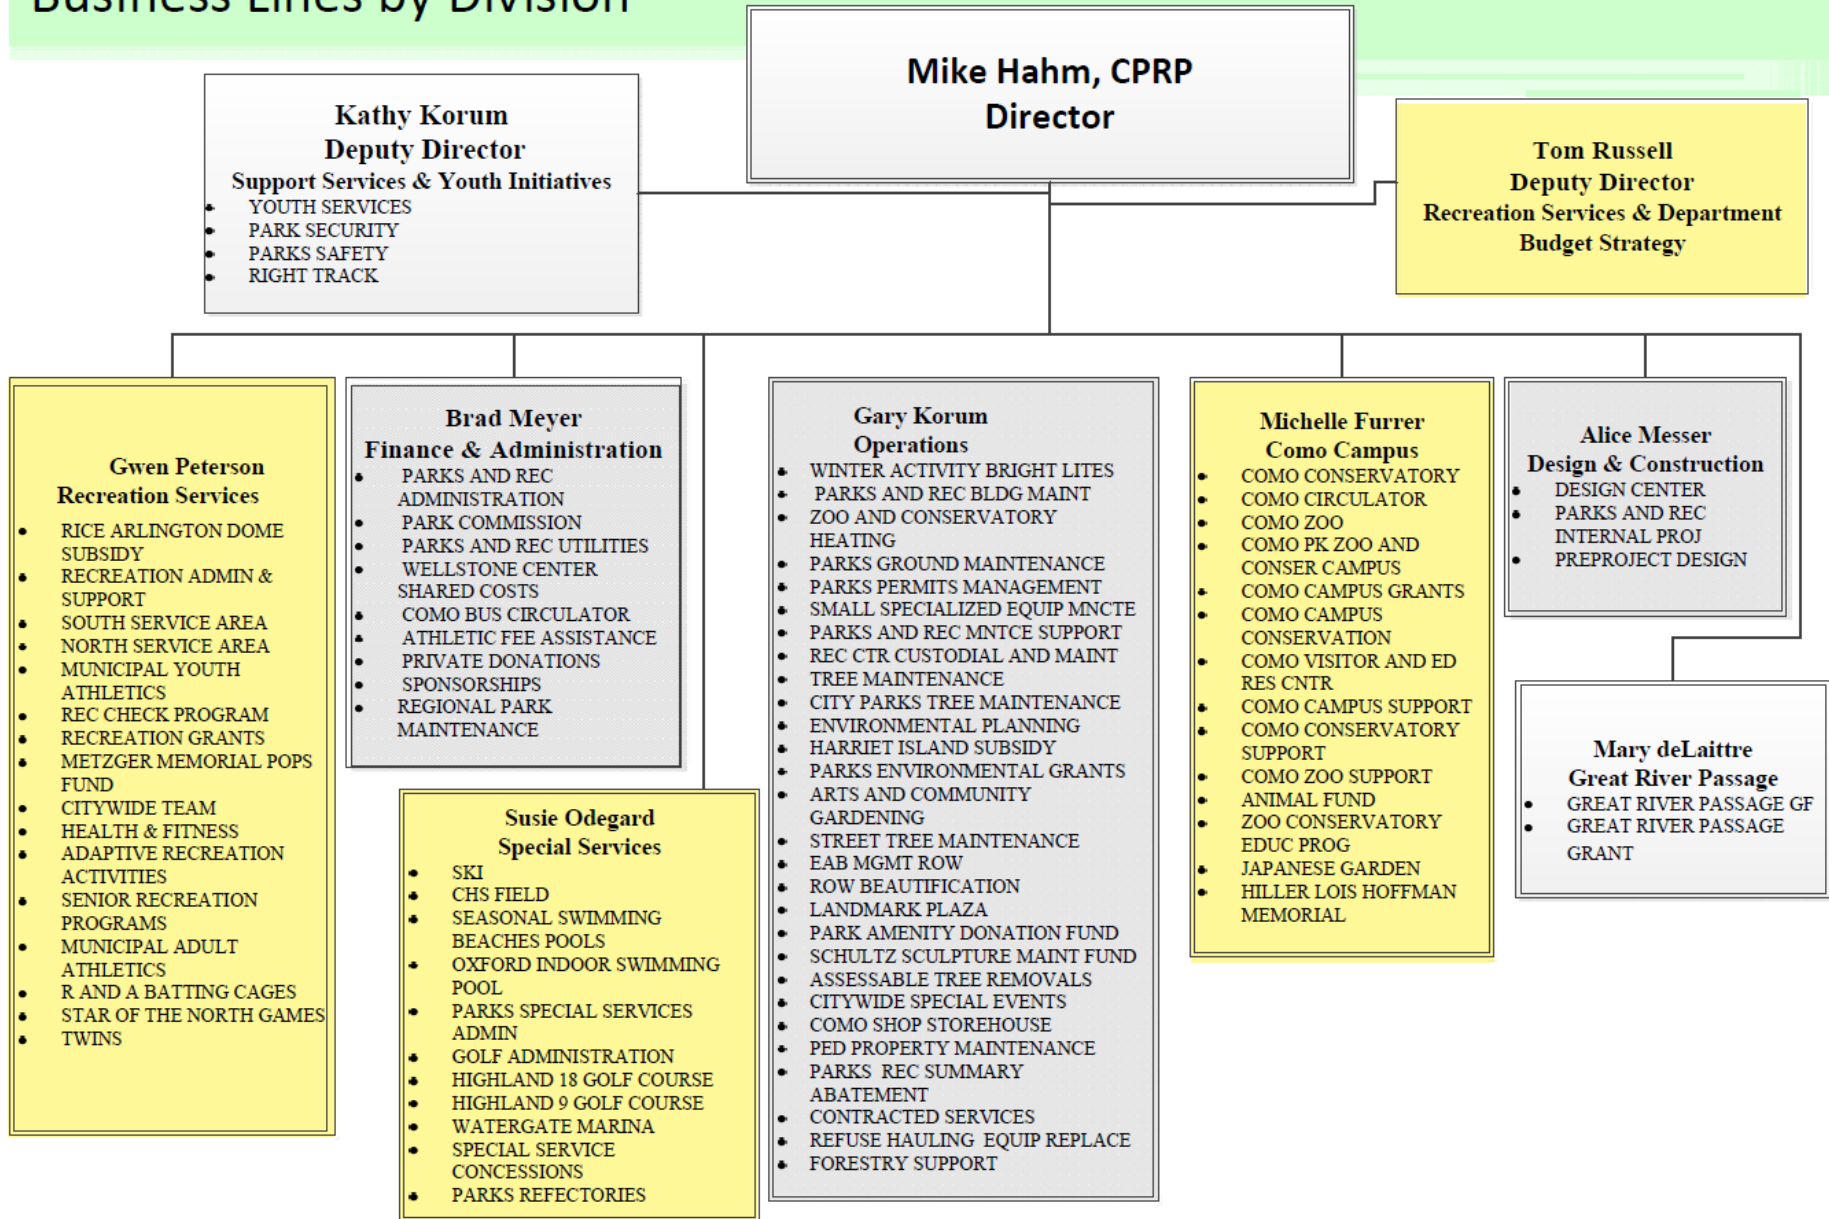 Business Lines by Division
Mike Hahm, CPRP
Director
Kathy Korum
Deputy Director
Support Services & Youth Initiatives
• YOUTH SERVICES
• PARK SECURITY
• PARKS SAFETY
• RIGHT TRACK
Tom Russell
Deputy Director
Recreation Services & Department
Budget Strategy
Gwen Peterson
Recreation Services
• RICE ARLINGTON DOME
SUBSIDY
• RECREATION ADMIN &
SUPPORT
• SOUTH SERVICE AREA
• NORTH SERVICE AREA
• MUNICIPAL YOUTH
ATHLETICS
• REC CHECK PROGRAM
• RECREATION GRANTS
• METZGER MEMORIAL POPS
FUND
• CITYWIDE TEAM
• HEALTH & FITNESS
• ADAPTIVE RECREATION
ACTIVITIES
• SENIOR RECREATION
PROGRAMS
• MUNICIPAL ADULT
ATHLETICS
• R AND A BATTING CAGES
• STAR OF THE NORTH GAMES
• TWINS
Brad Meyer
Finance & Administration
• PARKS AND REC
ADMINISTRATION
• PARK COMMISSION
• PARKS AND REC UTILITIES
• WELLSTONE CENTER
SHARED COSTS
• COMO BUS CIRCULATOR
• ATHLETIC FEE ASSISTANCE
• PRIVATE DONATIONS
• SPONSORSHIPS
• REGIONAL PARK
MAINTENANCE
Susie Odegard
Special Services
• SKI
• CHS FIELD
• SEASONAL SWIMMING
BEACHES POOLS
• OXFORD INDOOR SWIMMING
POOL
• PARKS SPECIAL SERVICES
ADMIN
• GOLF ADMINISTRATION
• HIGHLAND 18 GOLF COURSE
• HIGHLAND 9 GOLF COURSE
• WATERGATE MARINA
• SPECIAL SERVICE
CONCESSIONS
• PARKS REFECTORIES
Gary Korum
Operations
• WINTER ACTIVITY BRIGHT LITES
• PARKS AND REC BLDG MAINT
• ZOO AND CONSERVATORY
HEATING
• PARKS GROUND MAINTENANCE
• PARKS PERMITS MANAGEMENT
• SMALL SPECIALIZED EQUIP MNCTE
• PARKS AND REC MNTCE SUPPORT
• REC CTR CUSTODIAL AND MAINT
• TREE MAINTENANCE
• CITY PARKS TREE MAINTENANCE
• ENVIRONMENTAL PLANNING
• HARRIET ISLAND SUBSIDY
• PARKS ENVIRONMENTAL GRANTS
• ARTS AND COMMUNITY
GARDENING
• STREET TREE MAINTENANCE
• EAB MGMT ROW
• ROW BEAUTIFICATION
• LANDMARK PLAZA
• PARK AMENITY DONATION FUND
• SCHULTZ SCULPTURE MAINT FUND
• ASSESSABLE TREE REMOVALS
• CITYWIDE SPECIAL EVENTS
• COMO SHOP STOREHOUSE
• PED PROPERTY MAINTENANCE
• PARKS REC SUMMARY
ABATEMENT
• CONTRACTED SERVICES
• REFUSE HAULING EQUIP REPLACE
• FORESTRY SUPPORT
Michelle Furrer
Como Campus
• COMO CONSERVATORY
• COMO CIRCULATOR
• COMO ZOO
• COMO PK ZOO AND
CONSER CAMPUS
• COMO CAMPUS GRANTS
• COMO CAMPUS
CONSERVATION
• COMO VISITOR AND ED
RES CNTR
• COMO CAMPUS SUPPORT
• COMO CONSERVATORY
SUPPORT
• COMO ZOO SUPPORT
• ANIMAL FUND
• ZOO CONSERVATORY
EDUC PROG
• JAPANESE GARDEN
• HILLER LOIS HOFFMAN
MEMORIAL
Alice Messer
Design & Construction
• DESIGN CENTER
• PARKS AND REC
INTERNAL PROJ
• PREPROJECT DESIGN
Mary deLaittre
Great River Passage
• GREAT RIVER PASSAGE GF
• GREAT RIVER PASSAGE
GRANT